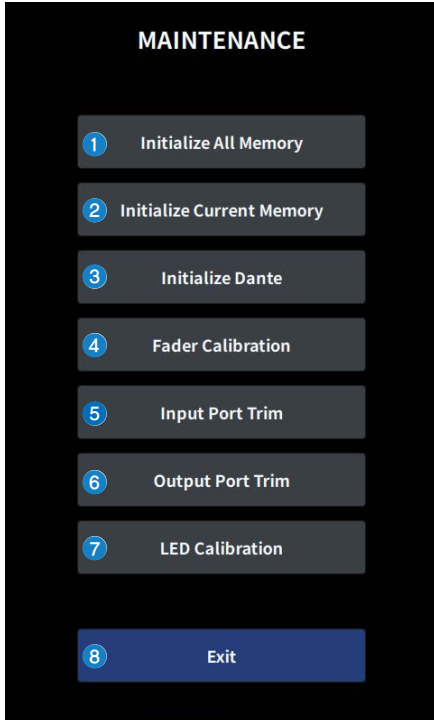 MAINTENANCE
1 Initialize All Memory
2 Initialize Current Memory
3 Initialize Dante
4 Fader Calibration
5 Input Port Trim
6 Output Port Trim
7 LED Calibration
8 Exit